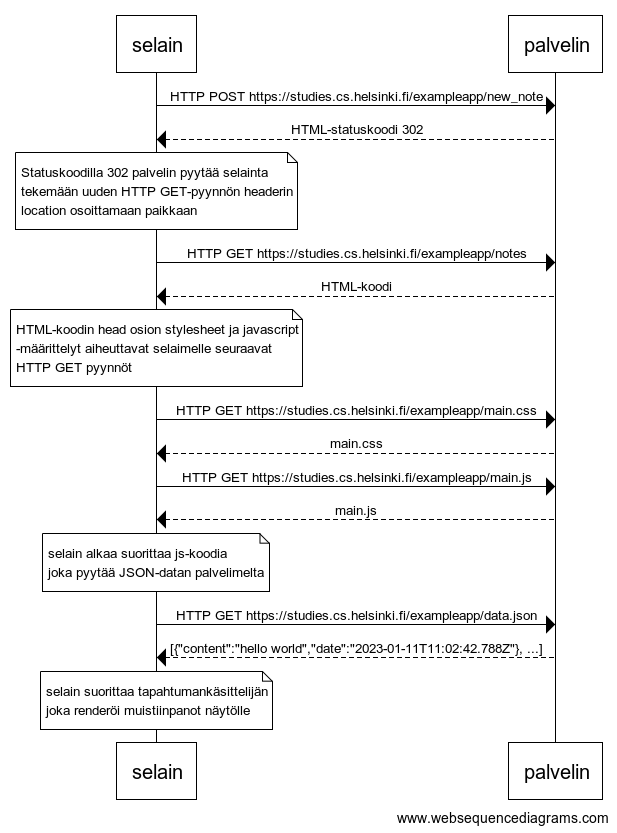 selain
palvelin
HTTP POST https://studies.cs.helsinki.fi/exampleapp/new_note
HTML-statuskoodi 302
Statuskoodilla 302 palvelin pyytää selainta
tekemään uuden HTTP GET-pyynnön headerin
location osoittamaan paikkaan
HTTP GET https://studies.cs.helsinki.fi/exampleapp/notes
HTML-koodi
HTML-koodin head osion stylesheet ja javascript
-määrittelyt aiheuttavat selaimelle seuraavat
HTTP GET pyynnöt
HTTP GET https://studies.cs.helsinki.fi/exampleapp/main.css
main.css
HTTP GET https://studies.cs.helsinki.fi/exampleapp/main.js
main.js
selain alkaa suorittaa js-koodia
joka pyytää JSON-datan palvelimelta
HTTP GET https://studies.cs.helsinki.fi/exampleapp/data.json
[{"content":"hello world","date":"2023-01-11T11:02:42.788Z"}, ...]
selain suorittaa tapahtumankäsittelijän
joka renderöi muistiinpanot näytölle
selain
palvelin
www.websequencediagrams.com